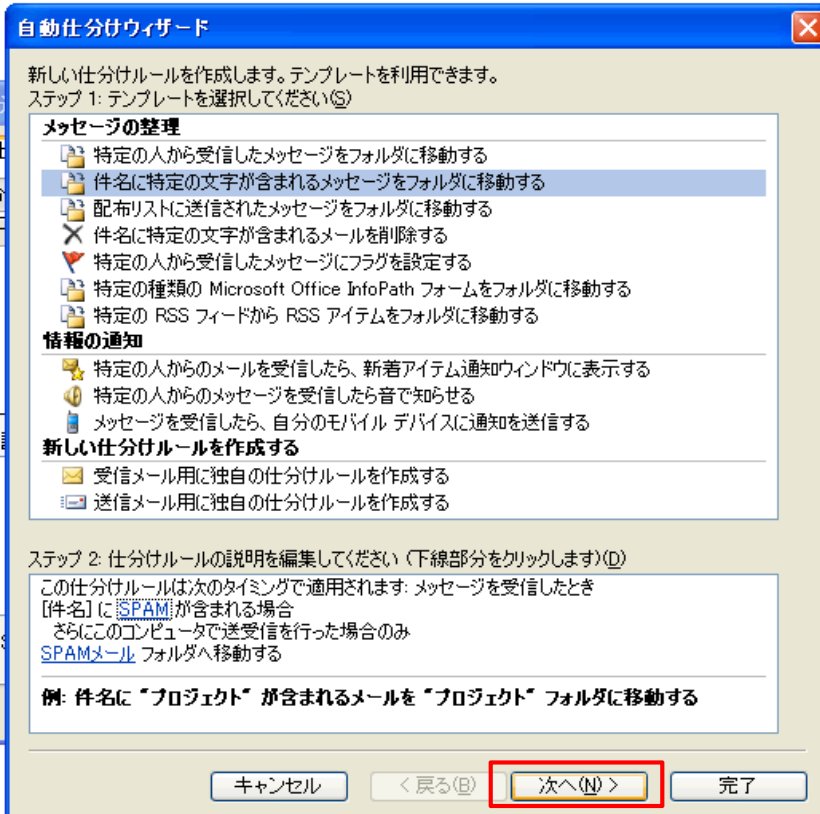 自動仕分けウィザード
新しい仕分けルールを作成します。テンプレートを利用できます。
ステップ 1: テンプレートを選択してください(S)
メッセージの整理
特定の人から受信したメッセージをフォルダに移動する
件名に特定の文字が含まれるメッセージをフォルダに移動する
配布リストに送信されたメッセージをフォルダに移動する
件名に特定の文字が含まれるメールを削除する
特定の人から受信したメッセージにフラグを設定する
特定の種類の Microsoft Office InfoPath フォームをフォルダに移動する
特定の RSS フィードから RSS アイテムをフォルダに移動する
情報の通知
特定の人からのメールを受信したら、新着アイテム通知ウィンドウに表示する
特定の人からのメッセージを受信したら音で知らせる
メッセージを受信したら、自分のモバイル デバイスに通知を送信する
新しい仕分けルールを作成する
受信メール用に独自の仕分けルールを作成する
送信メール用に独自の仕分けルールを作成する
ステップ 2: 仕分けルールの説明を編集してください (下線部分をクリックします)(D)
この仕分けルールは次のタイミングで適用されます: メッセージを受信したとき
[件名] に SPAM が含まれる場合
さらにこのコンピュータで送受信を行った場合のみ
SPAMメール フォルダへ移動する
例: 件名に "プロジェクト" が含まれるメールを "プロジェクト" フォルダに移動する
キャンセル
< 戻る(B)
次へ(N) >
完了